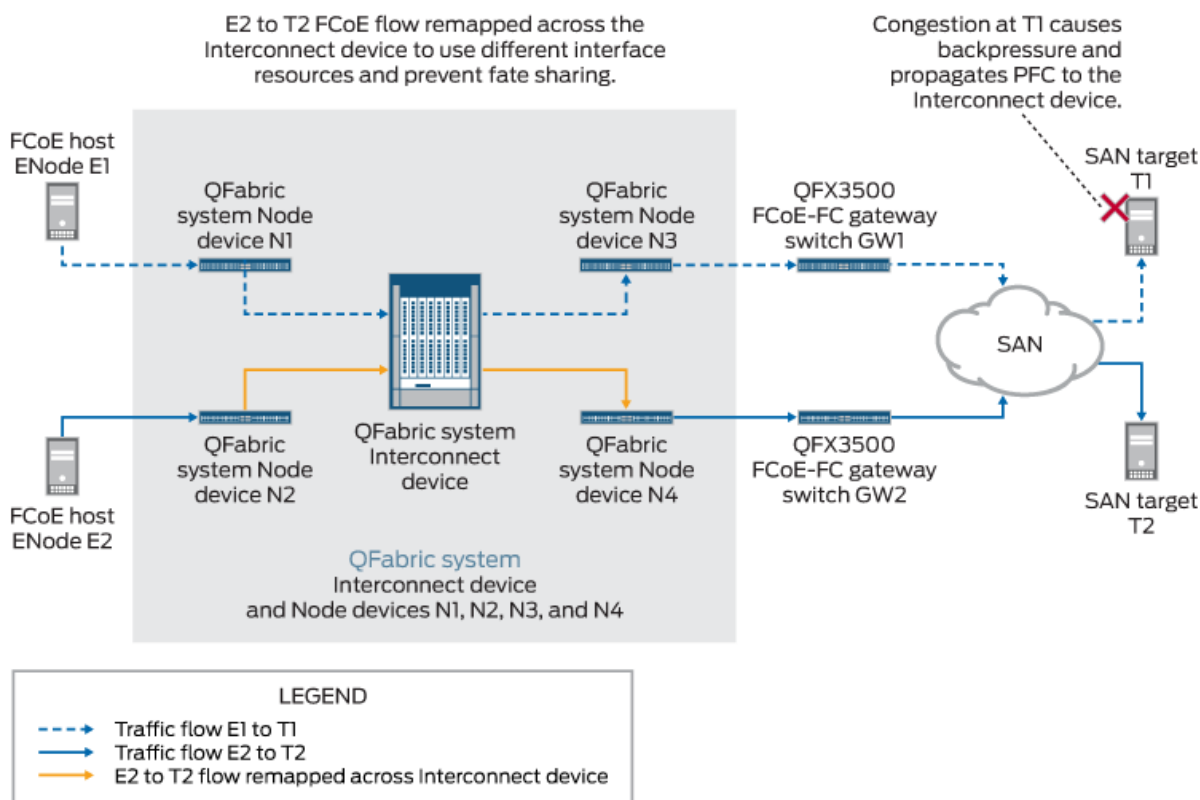 E2 to T2 FCoE flow remapped across the
Interconnect device to use different interface
resources and prevent fate sharing.
Congestion at T1 causes
backpressure and
propagates PFC to the
Interconnect device.
FCoE host
ENode E1
QFabric
system Node
device N1
QFabric
system Node
device N3
QFX3500
FCoE-FC gateway
switch GW1
SAN target
T1
SAN
FCoE host
ENode E2
QFabric
system Node
device N2
QFabric system
Interconnect
device
QFabric
system Node
device N4
QFX3500
FCoE-FC gateway
switch GW2
SAN target
T2
QFabric system
Interconnect device
and Node devices N1, N2, N3, and N4
LEGEND
Traffic flow E1 to T1
Traffic flow E2 to T2
E2 to T2 flow remapped across Interconnect device